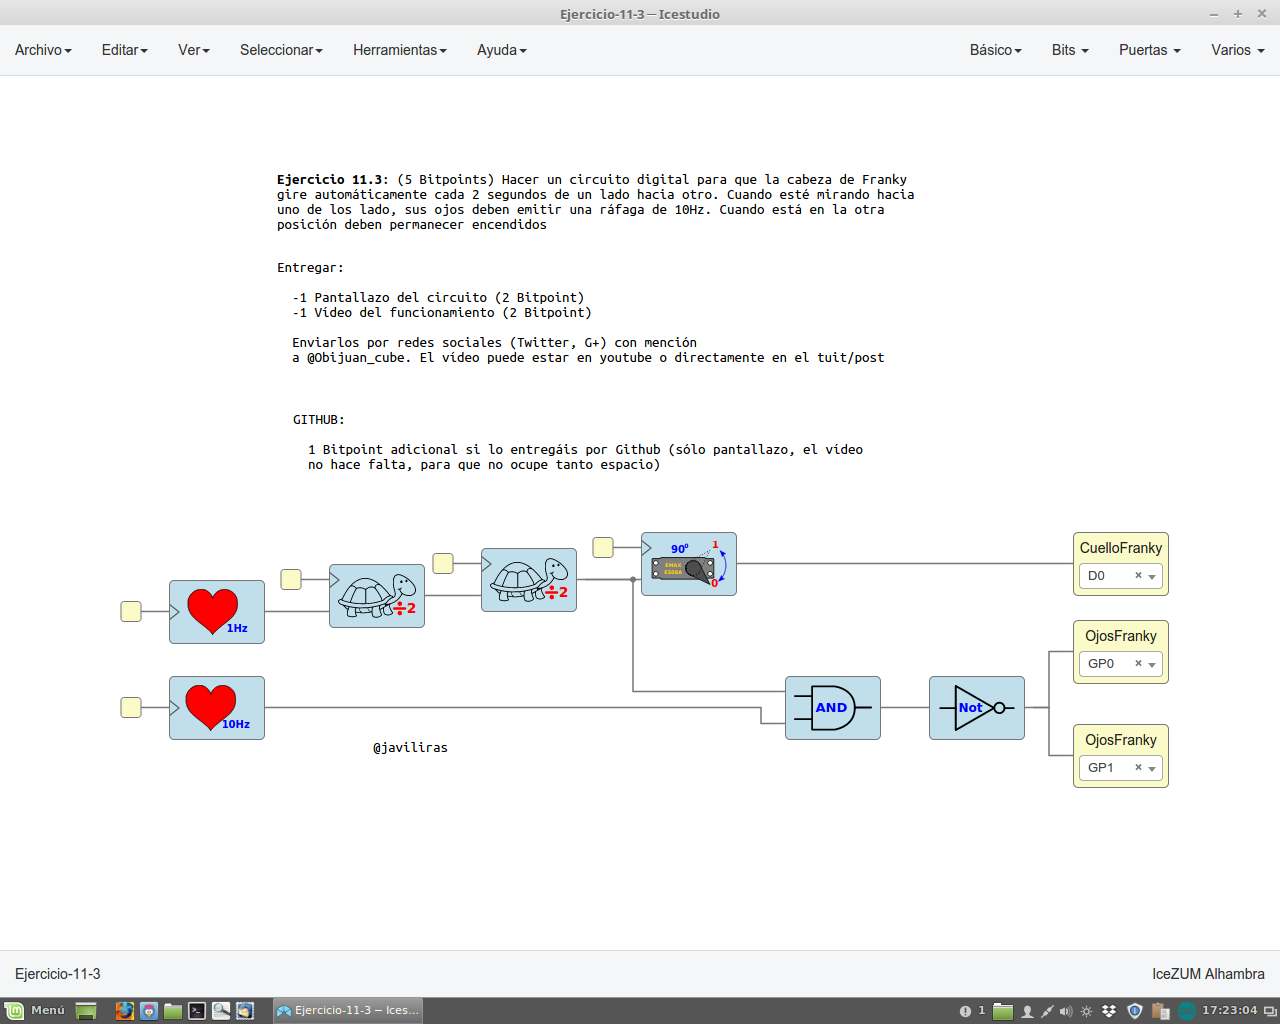 Ejercicio-11-3 — Icestudio
Archivo Editar Ver Seleccionar Herramientas Ayuda Básico Bits Puertas Varios
Ejercicio 11.3: (5 Bitpoints) Hacer un circuito digital para que la cabeza de Franky
gire automáticamente cada 2 segundos de un lado hacia otro. Cuando esté mirando hacia
uno de los lado, sus ojos deben emitir una ráfaga de 10Hz. Cuando está en la otra
posición deben permanecer encendidos
Entregar:
-1 Pantallazo del circuito (2 Bitpoint)
-1 Video del funcionamiento (2 Bitpoint)
Enviarlos por redes sociales (Twitter, G+) con mención
a @Obijuan_cube. El vídeo puede estar en youtube o directamente en el tuit/post
GITHUB:
1 Bitpoint adicional si lo entregáis por Github (sólo pantallazo, el vídeo
no hace falta, para que no ocupe tanto espacio)
1Hz
÷2
÷2
90º 1
EMAX
ES08A
0
CuelloFranky
D0
10Hz
AND
Not
OjosFranky
GP0
OjosFranky
GP1
@javiliras
Ejercicio-11-3 IceZUM Alhambra
Menú Ejercicio-11-3 — Ices... 1 17:23:04